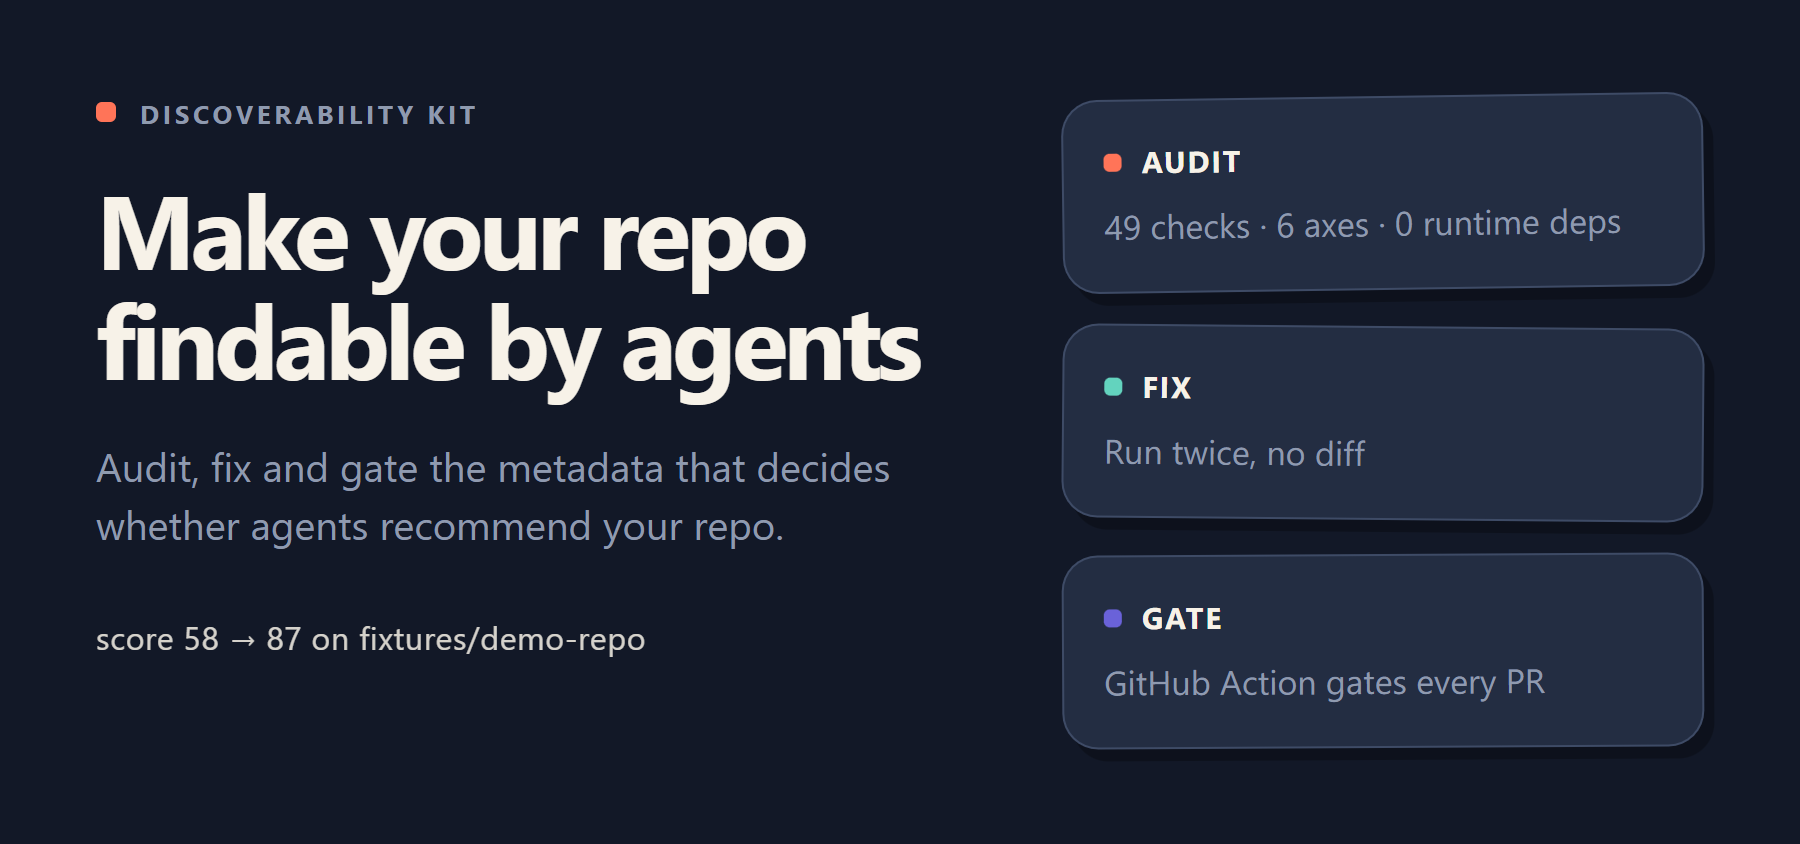 DISCOVERABILITY KIT
Make your repo
findable by agents
Audit, fix and gate the metadata that decides
whether agents recommend your repo.
score 58 → 87 on fixtures/demo-repo
AUDIT
49 checks · 6 axes · 0 runtime deps
FIX
Run twice, no diff
GATE
GitHub Action gates every PR